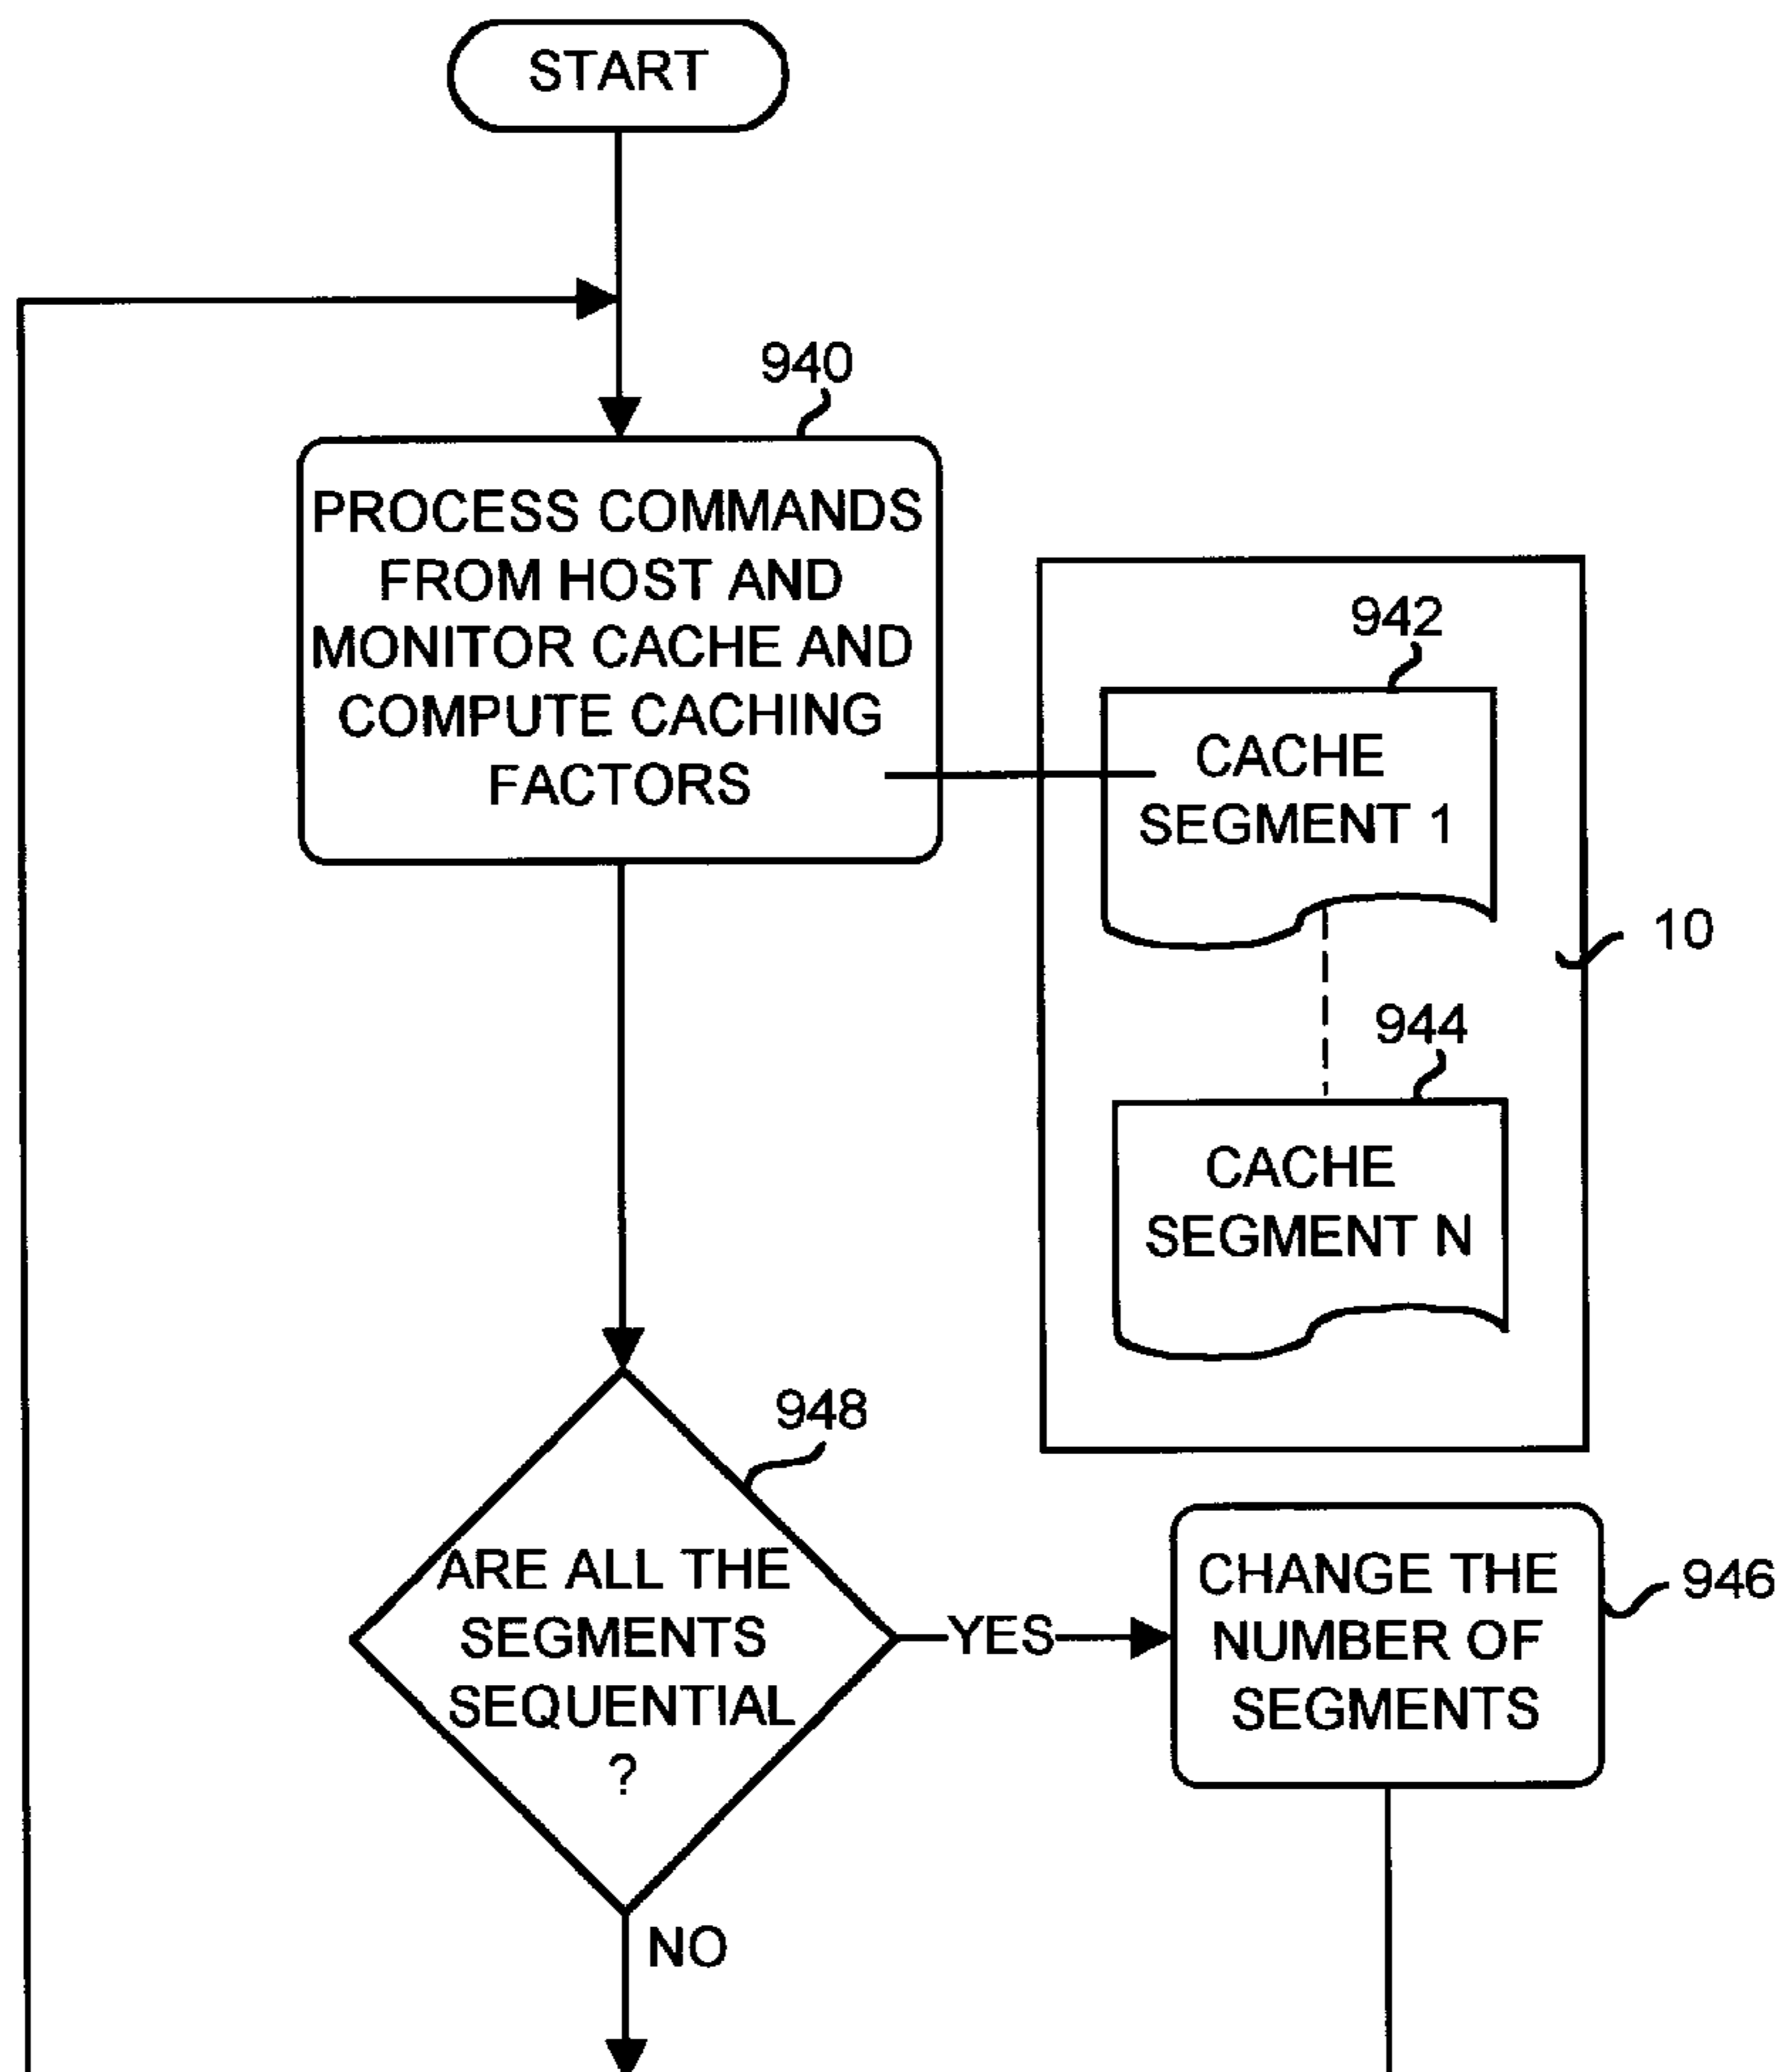 START
940
PROCESS COMMANDS
FROM HOST AND
MONITOR CACHE AND
COMPUTE CACHING
FACTORS
942
CACHE
SEGMENT 1
10
944
CACHE
SEGMENT N
948
ARE ALL THE
SEGMENTS
SEQUENTIAL
?
YES
CHANGE THE
NUMBER OF
SEGMENTS
946
NO